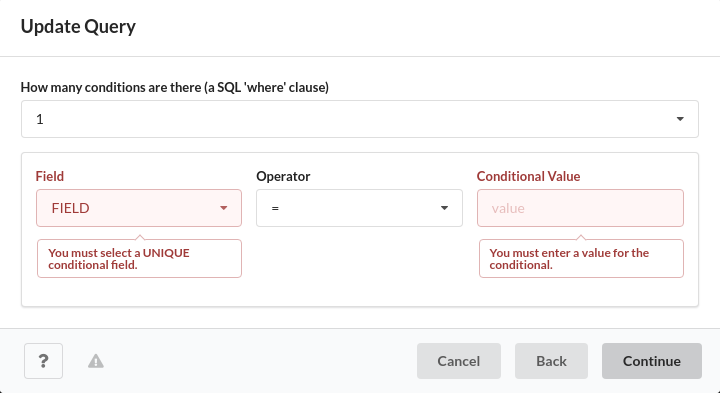 Update Query
How many conditions are there (a SQL 'where' clause)
1
Field
Operator
Conditional Value
FIELD
=
value
You must select a UNIQUE
conditional field.
You must enter a value for the
conditional.
?
Cancel
Back
Continue